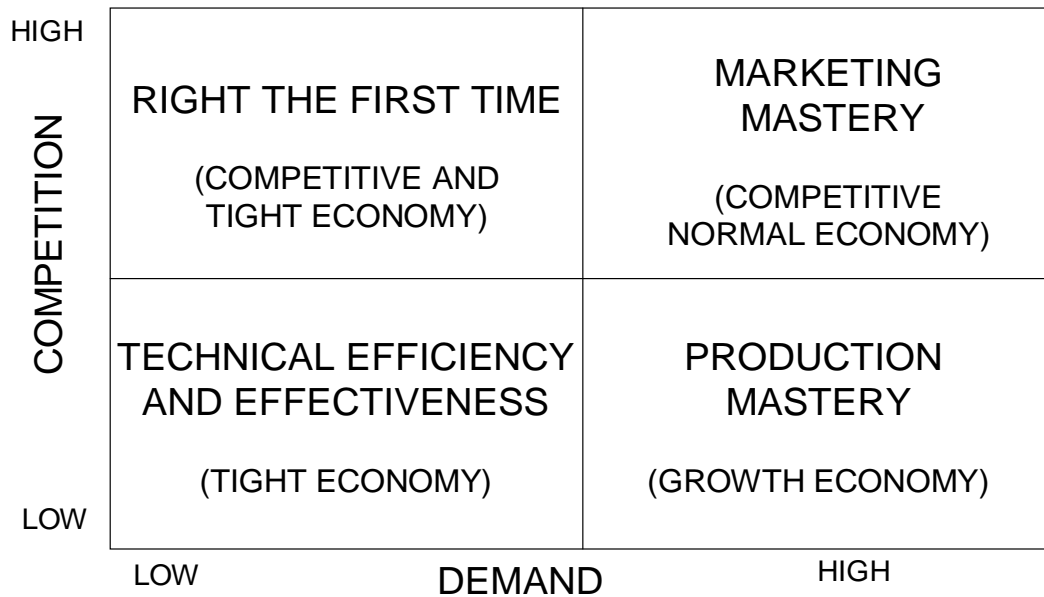 HIGH
RIGHT THE FIRST TIME
(COMPETITIVE AND
TIGHT ECONOMY)
MARKETING
MASTERY
(COMPETITIVE
NORMAL ECONOMY)
COMPETITION
TECHNICAL EFFICIENCY
AND EFFECTIVENESS
(TIGHT ECONOMY)
PRODUCTION
MASTERY
(GROWTH ECONOMY)
LOW
LOW
DEMAND
HIGH